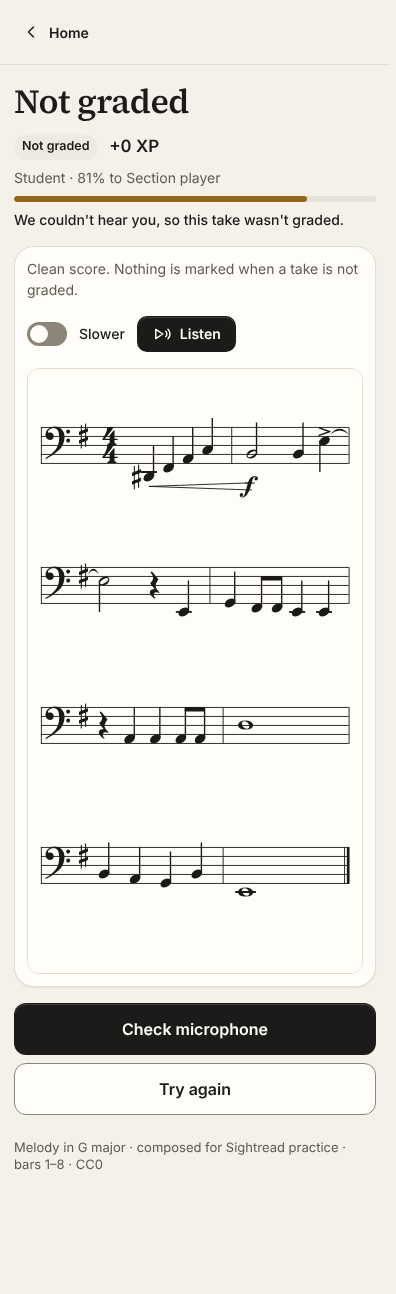 Home
Not graded
Not graded +0 XP
Student · 81% to Section player
We couldn't hear you, so this take wasn't graded.
Clean score. Nothing is marked when a take is not
graded.
Slower Listen
4
4
f
Check microphone
Try again
Melody in G major · composed for Sightread practice ·
bars 1–8 · CC0